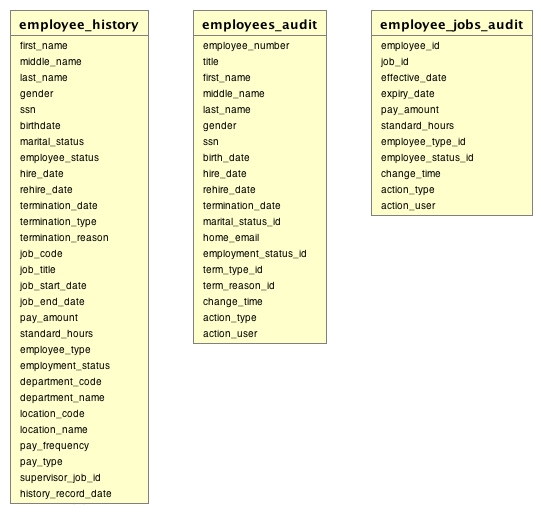 employee_history
first_name
middle_name
last_name
gender
ssn
birthdate
marital_status
employee_status
hire_date
rehire_date
termination_date
termination_type
termination_reason
job_code
job_title
job_start_date
job_end_date
pay_amount
standard_hours
employee_type
employment_status
department_code
department_name
location_code
location_name
pay_frequency
pay_type
supervisor_job_id
history_record_date
employees_audit
employee_number
title
first_name
middle_name
last_name
gender
ssn
birth_date
hire_date
rehire_date
termination_date
marital_status_id
home_email
employment_status_id
term_type_id
term_reason_id
change_time
action_type
action_user
employee_jobs_audit
employee_id
job_id
effective_date
expiry_date
pay_amount
standard_hours
employee_type_id
employee_status_id
change_time
action_type
action_user